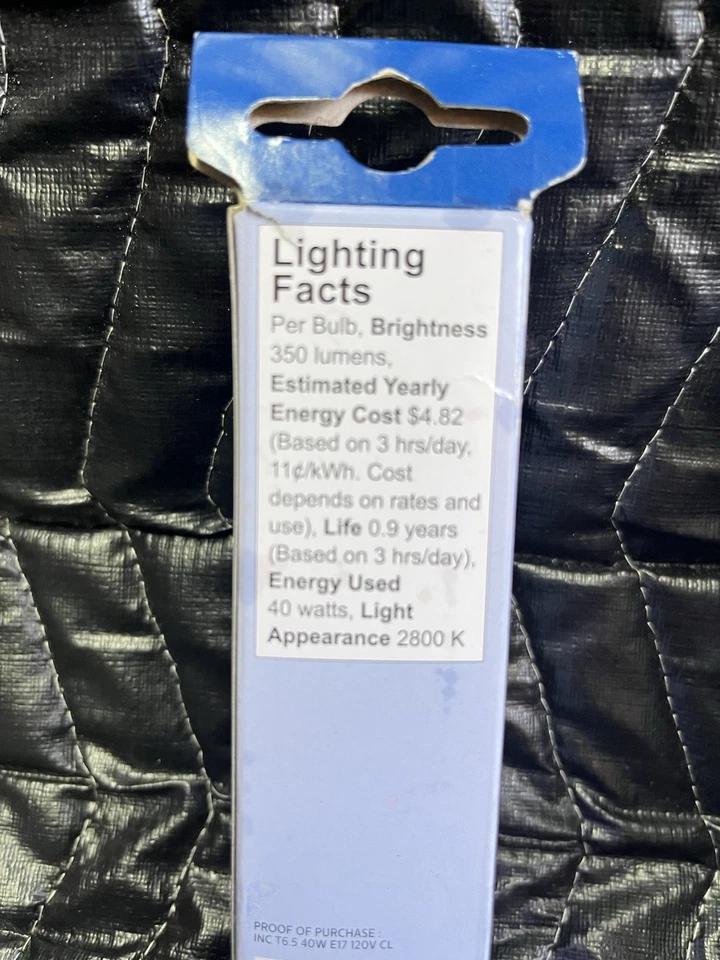 Lighting
Facts
Per Bulb, Brightness
350 lumens,
Estimated Yearly
Energy Cost $4.82
(Based on 3 hrs/day,
11¢/kWh. Cost
depends on rates and
use), Life 0.9 years
(Based on 3 hrs/day),
Energy Used
40 watts, Light
Appearance 2800 K
PROOF OF PURCHASE :
INC T6.5 40W E17 120V CL